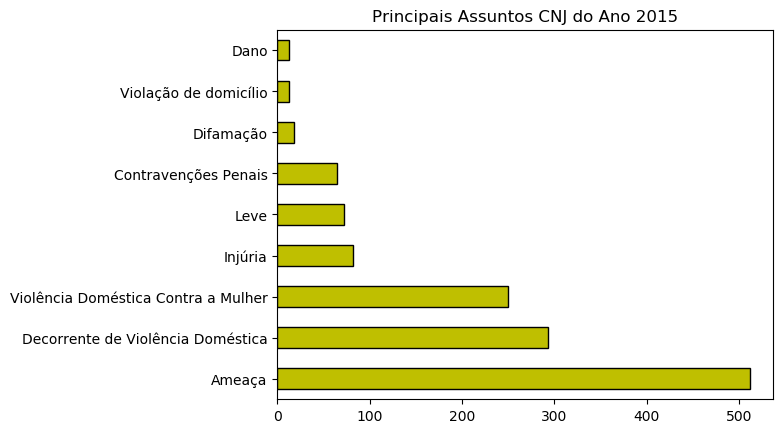 Principais Assuntos CNJ do Ano 2015
Dano
Violação de domicílio
Difamação
Contravenções Penais
Leve
Injúria
Violência Doméstica Contra a Mulher
Decorrente de Violência Doméstica
Ameaça
0 100 200 300 400 500